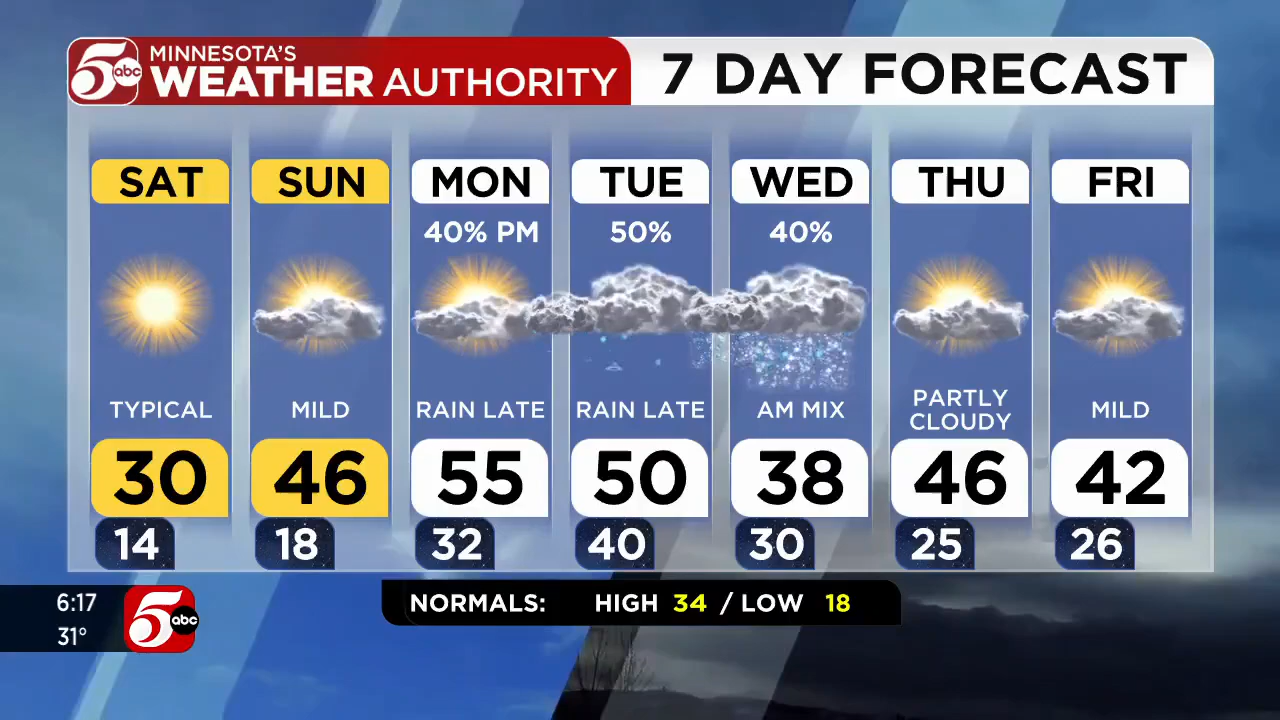 5 abc
MINNESOTA'S
WEATHER AUTHORITY
7 DAY FORECAST
SAT SUN MON TUE WED THU FRI
40% PM 50% 40%
TYPICAL MILD RAIN LATE RAIN LATE AM MIX PARTLY CLOUDY MILD
30 46 55 50 38 46 42
14 18 32 40 30 25 26
NORMALS: HIGH 34 / LOW 18
6:17
31°
5 abc